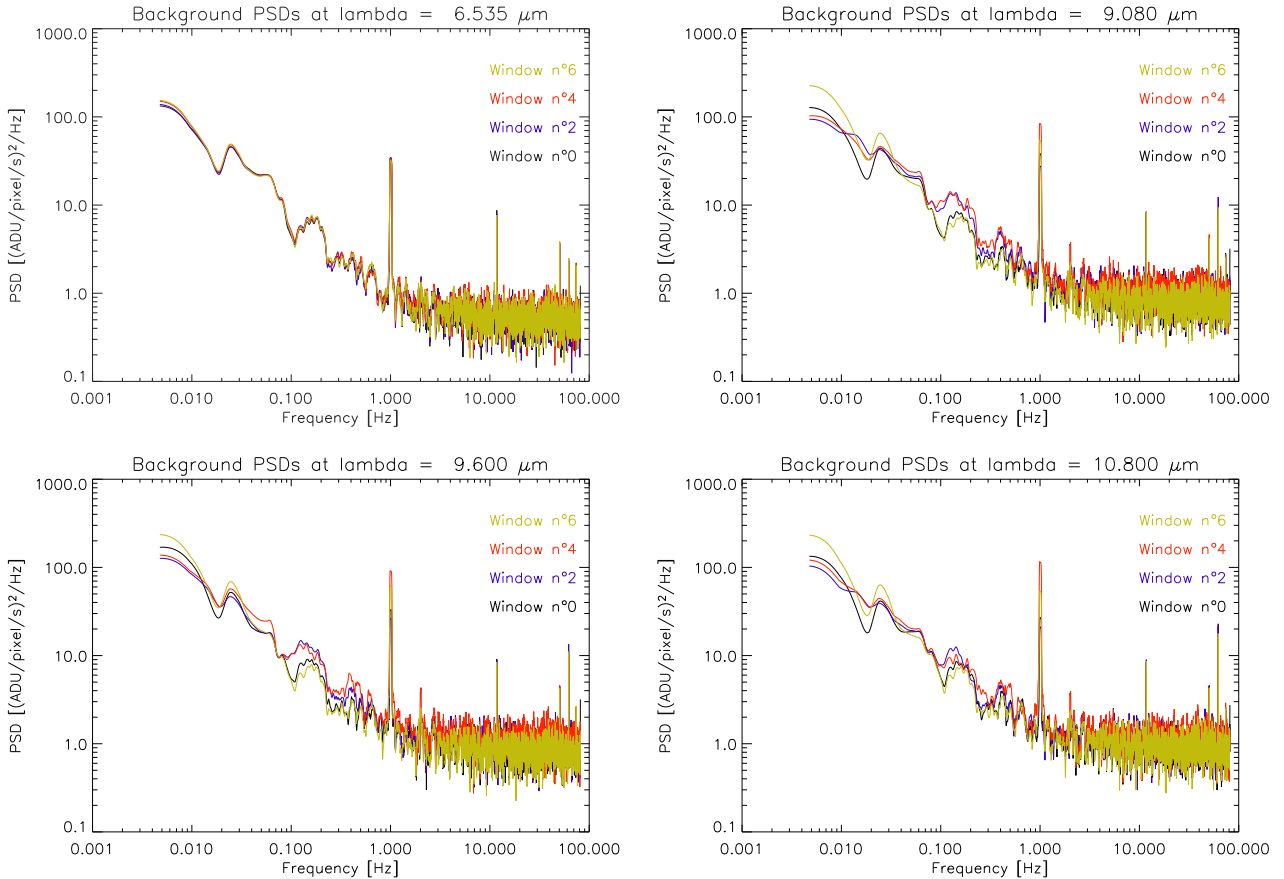 Background PSDs at lambda = 6.535 μm
1000.0
100.0
10.0
1.0
0.1
PSD [(ADU/pixel/s)²/Hz]
Window n°6
Window n°4
Window n°2
Window n°0
0.001 0.010 0.100 1.000 10.000 100.000
Frequency [Hz]
Background PSDs at lambda = 9.080 μm
1000.0
100.0
10.0
1.0
0.1
PSD [(ADU/pixel/s)²/Hz]
Window n°6
Window n°4
Window n°2
Window n°0
0.001 0.010 0.100 1.000 10.000 100.000
Frequency [Hz]
Background PSDs at lambda = 9.600 μm
1000.0
100.0
10.0
1.0
0.1
PSD [(ADU/pixel/s)²/Hz]
Window n°6
Window n°4
Window n°2
Window n°0
0.001 0.010 0.100 1.000 10.000 100.000
Frequency [Hz]
Background PSDs at lambda = 10.800 μm
1000.0
100.0
10.0
1.0
0.1
PSD [(ADU/pixel/s)²/Hz]
Window n°6
Window n°4
Window n°2
Window n°0
0.001 0.010 0.100 1.000 10.000 100.000
Frequency [Hz]